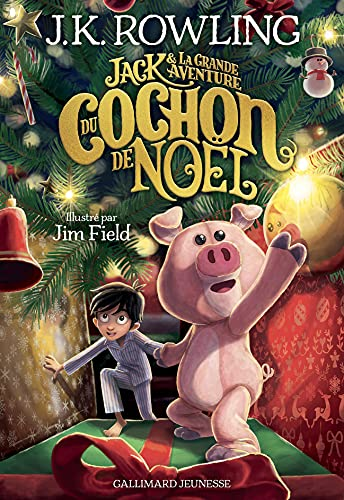 J.K. ROWLING
JACK & LA GRANDE
AVENTURE
DU
COCHON
DE NOËL
Illustré par
Jim Field
GALLIMARD JEUNESSE